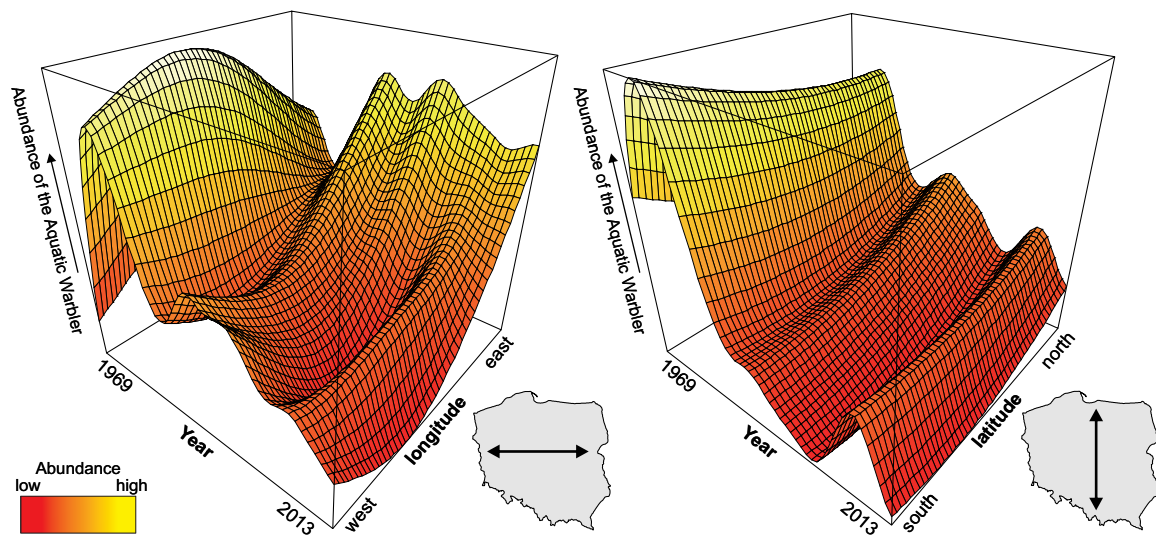 Abundance of the Aquatic Warbler
1969
Year
2013
west
longitude
east
Abundance
low
high
Abundance of the Aquatic Warbler
1969
Year
2013
south
latitude
north